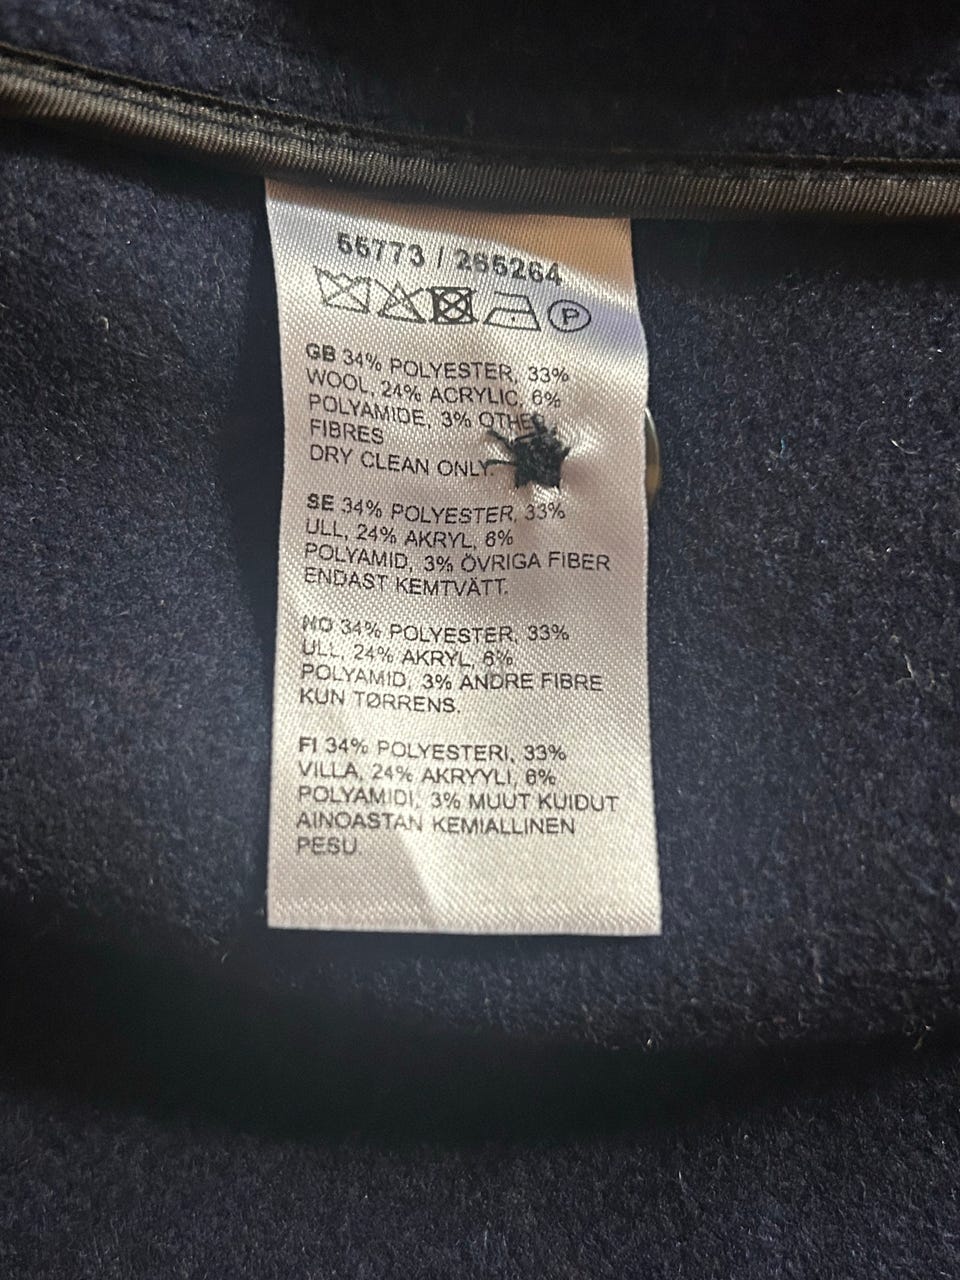 55773 / 265264
P
GB 34% POLYESTER, 33%
WOOL, 24% ACRYLIC, 6%
POLYAMIDE, 3% OTHER
FIBRES
DRY CLEAN ONLY.
SE 34% POLYESTER, 33%
ULL, 24% AKRYL, 6%
POLYAMID, 3% ÖVRIGA FIBER
ENDAST KEMTVÄTT.
NO 34% POLYESTER, 33%
ULL, 24% AKRYL, 6%
POLYAMID, 3% ANDRE FIBRE
KUN TØRRENS.
FI 34% POLYESTERI, 33%
VILLA, 24% AKRYYLI, 6%
POLYAMIDI, 3% MUUT KUIDUT
AINOASTAN KEMIALLINEN
PESU.